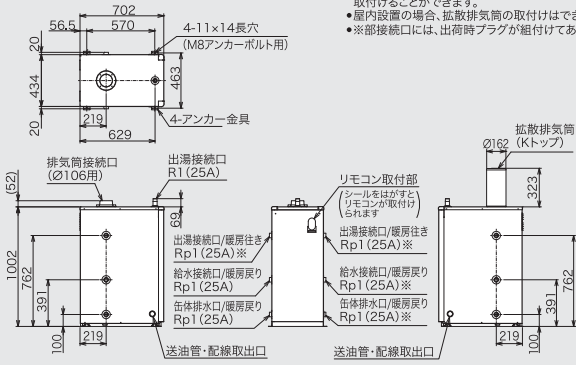 取付けることができます。
●屋内設置の場合、拡散排気筒の取付けはでき
●※部接続口には、出荷時プラグが組付けてあ
702
56.5
570
4-11×14長穴
(M8アンカーボルト用)
20
434
20
463
219
629
4-アンカー金具
排気筒接続口
(Ø106用)
出湯接続口
R1(25A)
(52)
69
1002
762
391
100
219
送油管・配線取出口
リモコン取付部
(シールをはがすと
リモコンが取付け
られます)
出湯接続口/暖房往き
Rp1(25A)※
給水接続口/暖房戻り
Rp1(25A)
缶体排水口/暖房戻り
Rp1(25A)
出湯接続口/暖房往き
Rp1(25A)※
給水接続口/暖房戻り
Rp1(25A)※
缶体排水口/暖房戻り
Rp1(25A)※
拡散排気筒
(Kトップ)
Ø162
323
762
391
100
219
送油管・配線取出口